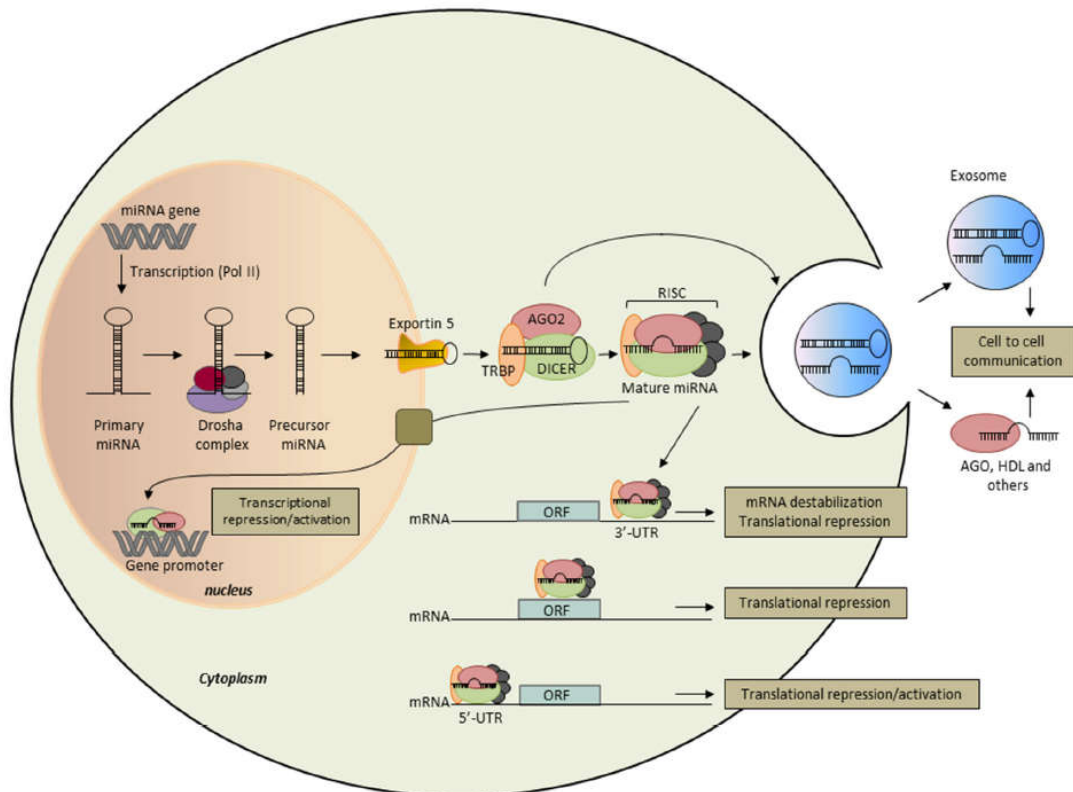 miRNA gene
Transcription (Pol II)
Primary
miRNA
Drosha
complex
Precursor
miRNA
Exportin 5
AGO2
TRBP
DICER
RISC
Mature miRNA
Exosome
Cell to cell
communication
AGO, HDL and
others
Transcriptional
repression/activation
Gene promoter
nucleus
Cytoplasm
mRNA
ORF
3’-UTR
mRNA destabilization
Translational repression
mRNA
ORF
Translational repression
mRNA
5’-UTR
ORF
Translational repression/activation